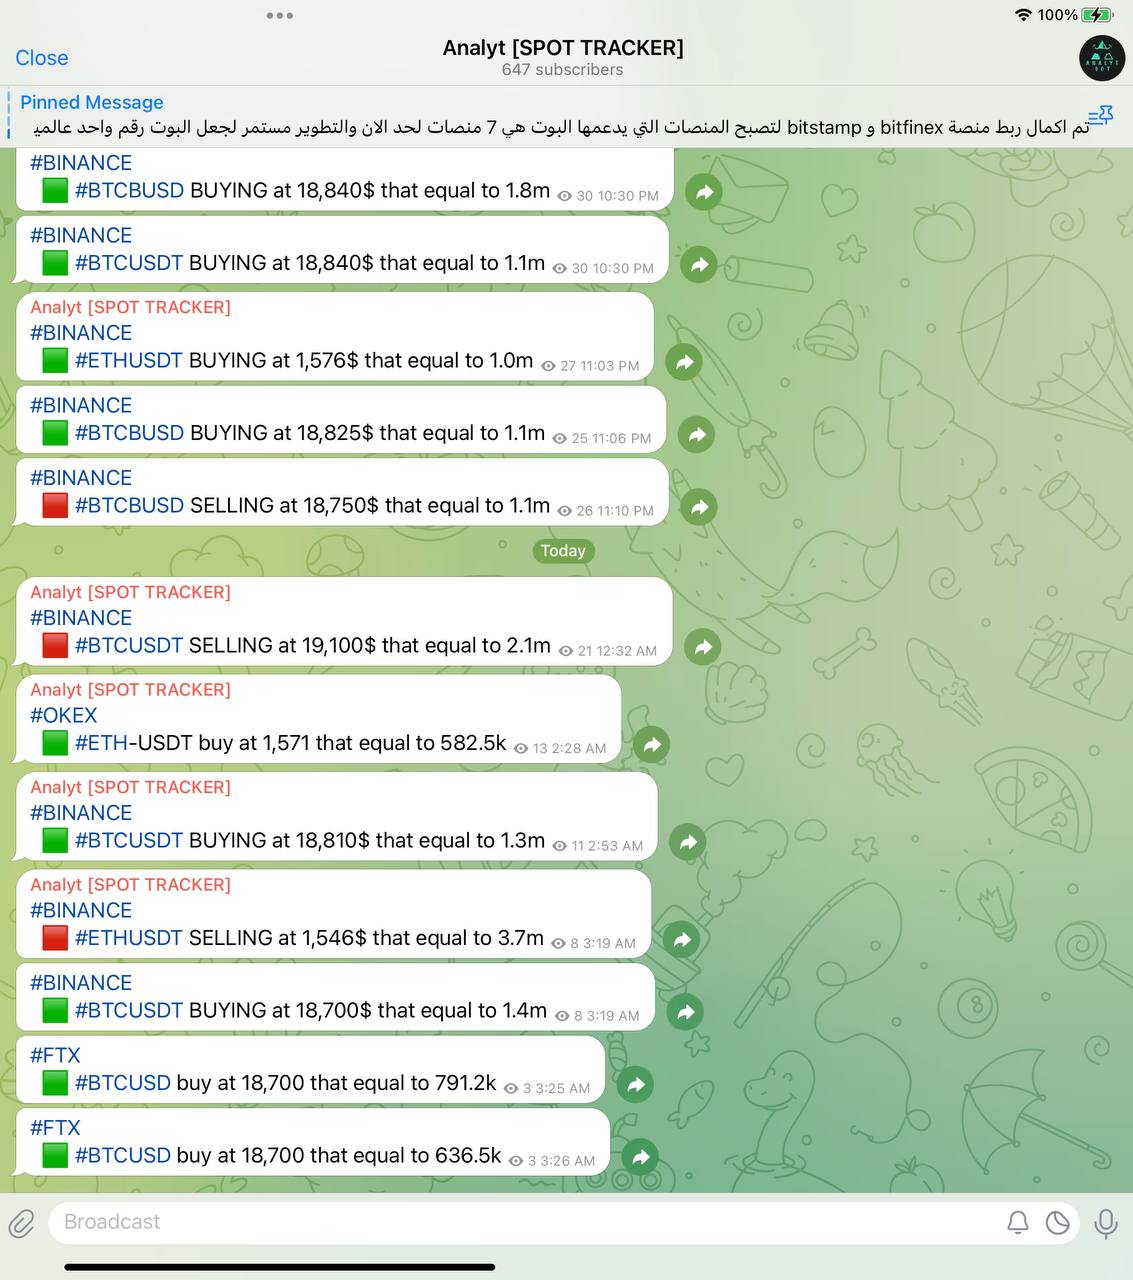 100%
Close
Analyt [SPOT TRACKER]
647 subscribers
ANALYT
BOT
Pinned Message
تم اكمال ربط منصة bitfinex و bitstamp لتصبح المنصات التي يدعمها البوت هي 7 منصات لحد الان والتطوير مستمر لجعل البوت رقم واحد عالميـ
#BINANCE
#BTCBUSD BUYING at 18,840$ that equal to 1.8m 30 10:30 PM
#BINANCE
#BTCUSDT BUYING at 18,840$ that equal to 1.1m 30 10:30 PM
Analyt [SPOT TRACKER]
#BINANCE
#ETHUSDT BUYING at 1,576$ that equal to 1.0m 27 11:03 PM
#BINANCE
#BTCBUSD BUYING at 18,825$ that equal to 1.1m 25 11:06 PM
#BINANCE
#BTCBUSD SELLING at 18,750$ that equal to 1.1m 26 11:10 PM
Today
Analyt [SPOT TRACKER]
#BINANCE
#BTCUSDT SELLING at 19,100$ that equal to 2.1m 21 12:32 AM
Analyt [SPOT TRACKER]
#OKEX
#ETH-USDT buy at 1,571 that equal to 582.5k 13 2:28 AM
Analyt [SPOT TRACKER]
#BINANCE
#BTCUSDT BUYING at 18,810$ that equal to 1.3m 11 2:53 AM
Analyt [SPOT TRACKER]
#BINANCE
#ETHUSDT SELLING at 1,546$ that equal to 3.7m 8 3:19 AM
#BINANCE
#BTCUSDT BUYING at 18,700$ that equal to 1.4m 8 3:19 AM
#FTX
#BTCUSD buy at 18,700 that equal to 791.2k 3 3:25 AM
#FTX
#BTCUSD buy at 18,700 that equal to 636.5k 3 3:26 AM
Broadcast